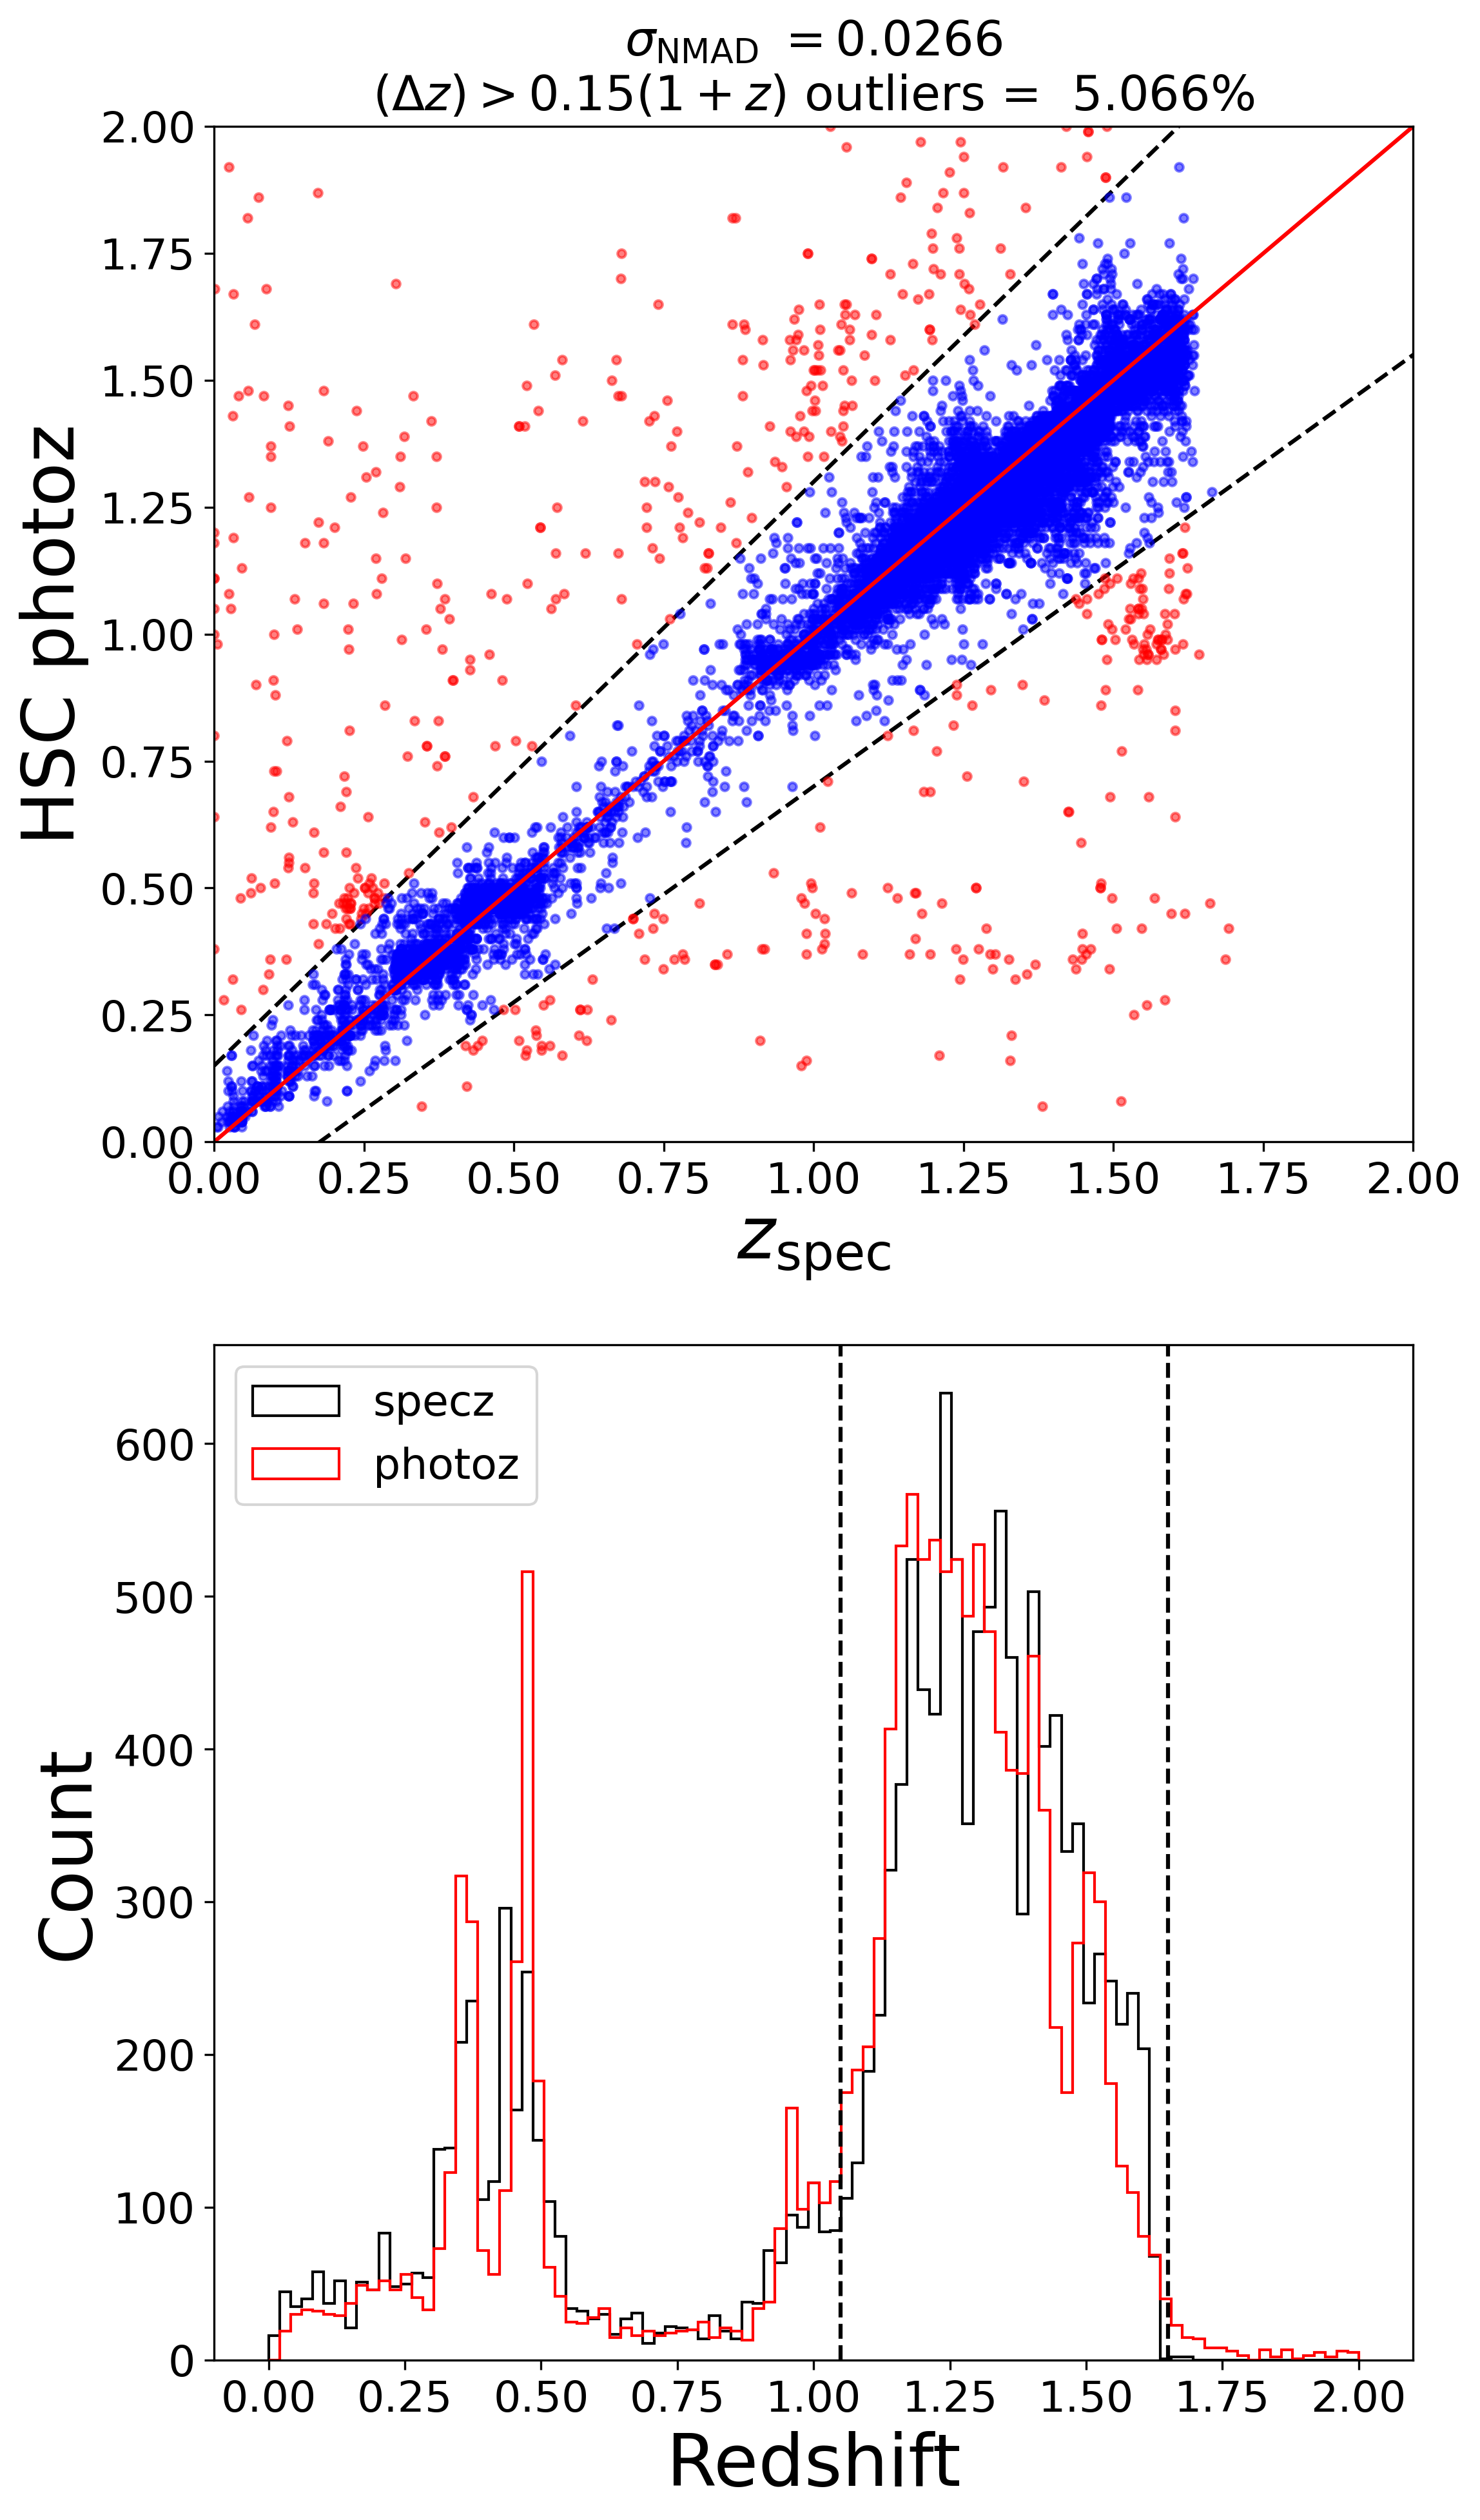 σNMAD = 0.0266
(Δz) > 0.15(1 + z) outliers = 5.066%
2.00
1.75
1.50
1.25
1.00
0.75
0.50
0.25
0.00
HSC photoz
0.00 0.25 0.50 0.75 1.00 1.25 1.50 1.75 2.00
zspec
specz
photoz
600
500
400
300
200
100
0
Count
0.00 0.25 0.50 0.75 1.00 1.25 1.50 1.75 2.00
Redshift